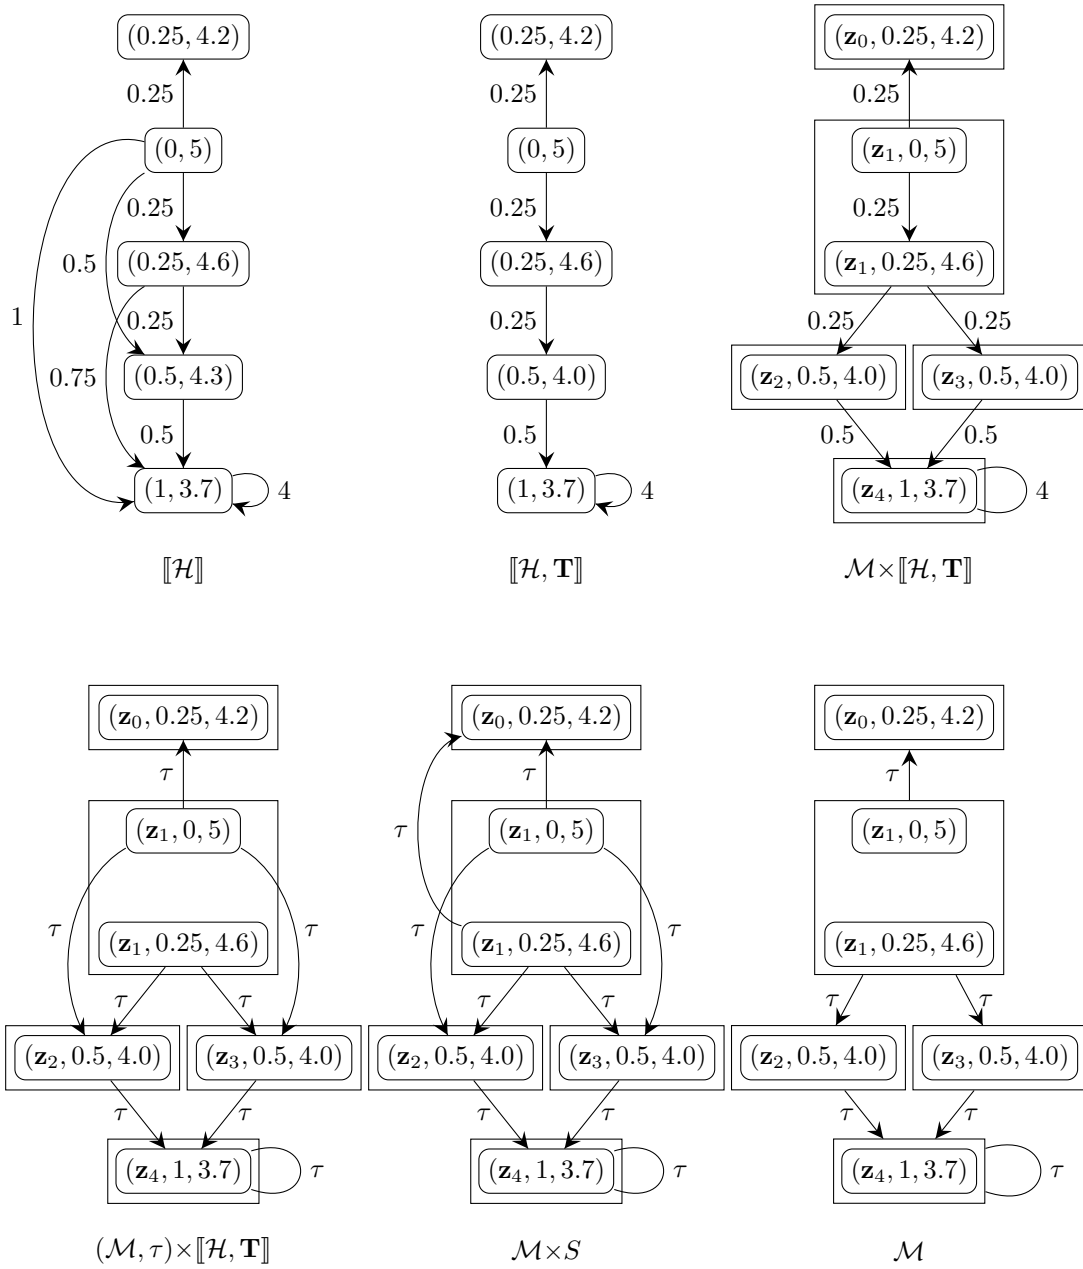 (0.25, 4.2)
0.25
(0, 5)
0.25
(0.25, 4.6)
0.5
1
0.25
0.75
(0.5, 4.3)
0.5
(1, 3.7)
4
⟦ℋ⟧
(0.25, 4.2)
0.25
(0, 5)
0.25
(0.25, 4.6)
0.25
(0.5, 4.0)
0.5
(1, 3.7)
4
⟦ℋ, 𝐓⟧
(𝐳₀, 0.25, 4.2)
0.25
(𝐳₁, 0, 5)
0.25
(𝐳₁, 0.25, 4.6)
0.25
0.25
(𝐳₂, 0.5, 4.0)
(𝐳₃, 0.5, 4.0)
0.5
0.5
(𝐳₄, 1, 3.7)
4
ℳ×⟦ℋ, 𝐓⟧
(𝐳₀, 0.25, 4.2)
τ
(𝐳₁, 0, 5)
τ
τ
(𝐳₁, 0.25, 4.6)
τ
τ
(𝐳₂, 0.5, 4.0)
(𝐳₃, 0.5, 4.0)
τ
τ
(𝐳₄, 1, 3.7)
τ
(ℳ, τ)×⟦ℋ, 𝐓⟧
(𝐳₀, 0.25, 4.2)
τ
τ
(𝐳₁, 0, 5)
τ
τ
(𝐳₁, 0.25, 4.6)
τ
τ
(𝐳₂, 0.5, 4.0)
(𝐳₃, 0.5, 4.0)
τ
τ
(𝐳₄, 1, 3.7)
τ
ℳ×S
(𝐳₀, 0.25, 4.2)
τ
(𝐳₁, 0, 5)
(𝐳₁, 0.25, 4.6)
τ
τ
(𝐳₂, 0.5, 4.0)
(𝐳₃, 0.5, 4.0)
τ
τ
(𝐳₄, 1, 3.7)
τ
ℳ